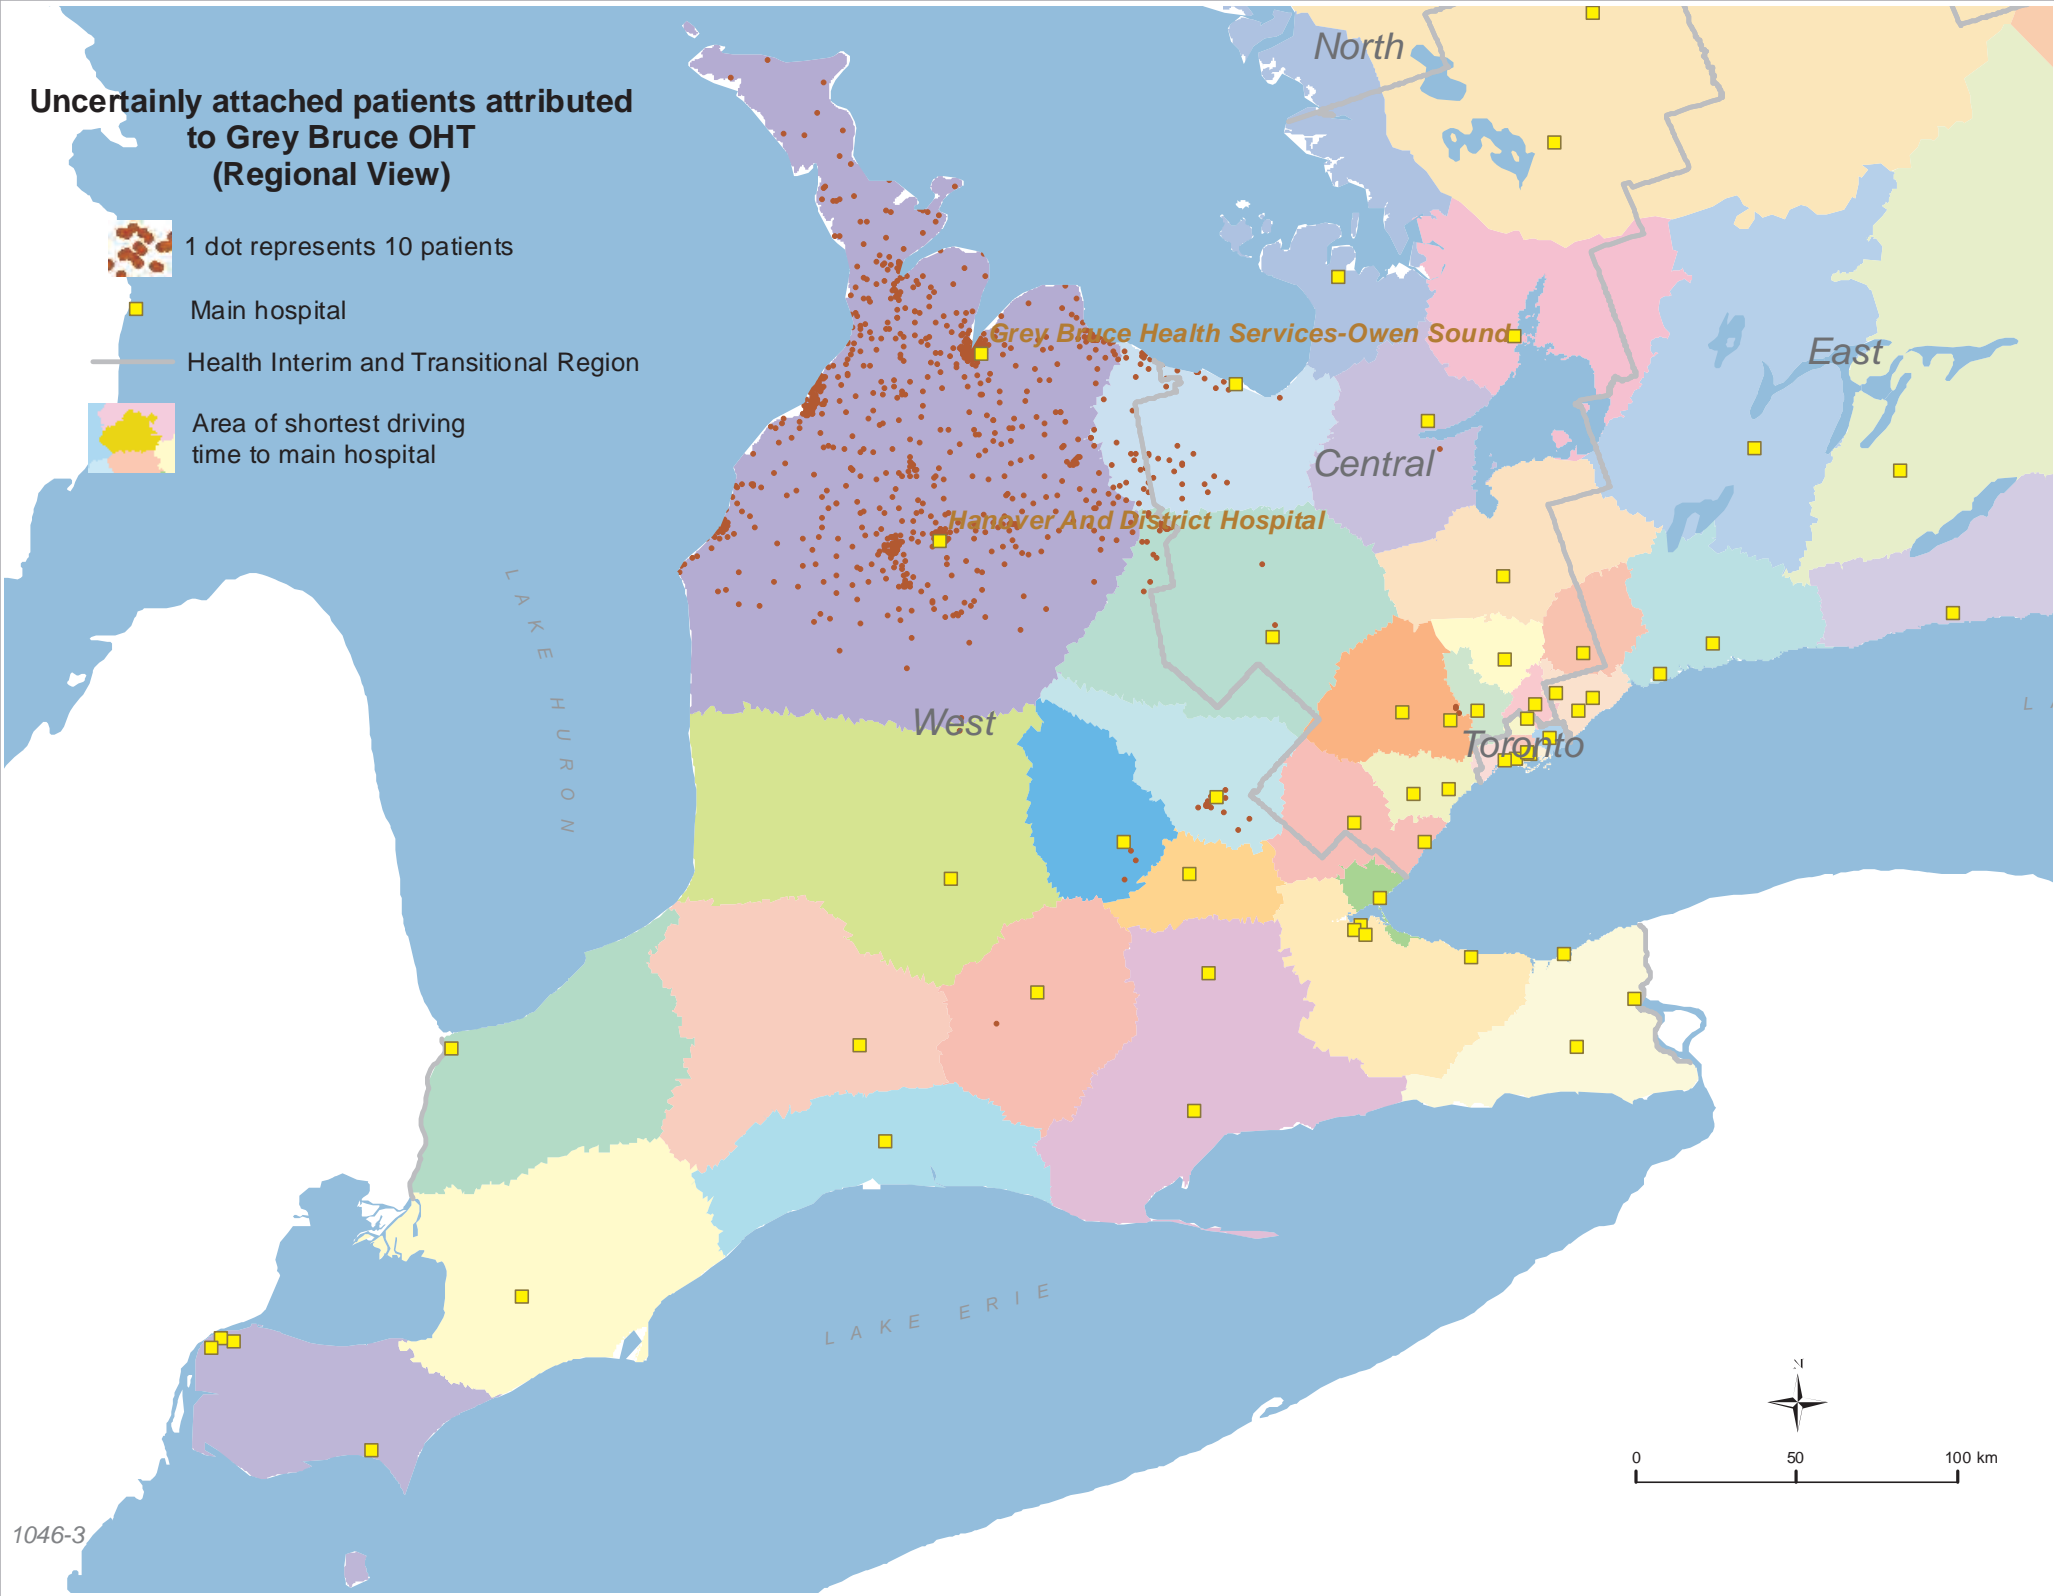 Uncertainly attached patients attributed
to Grey Bruce OHT
(Regional View)
1 dot represents 10 patients
Main hospital
Health Interim and Transitional Region
Area of shortest driving
time to main hospital
North
East
Grey Bruce Health Services-Owen Sound
Central
Hanover And District Hospital
West
Toronto
LAKE HURON
L A
LAKE ERIE
N
0 50 100 km
1046-3